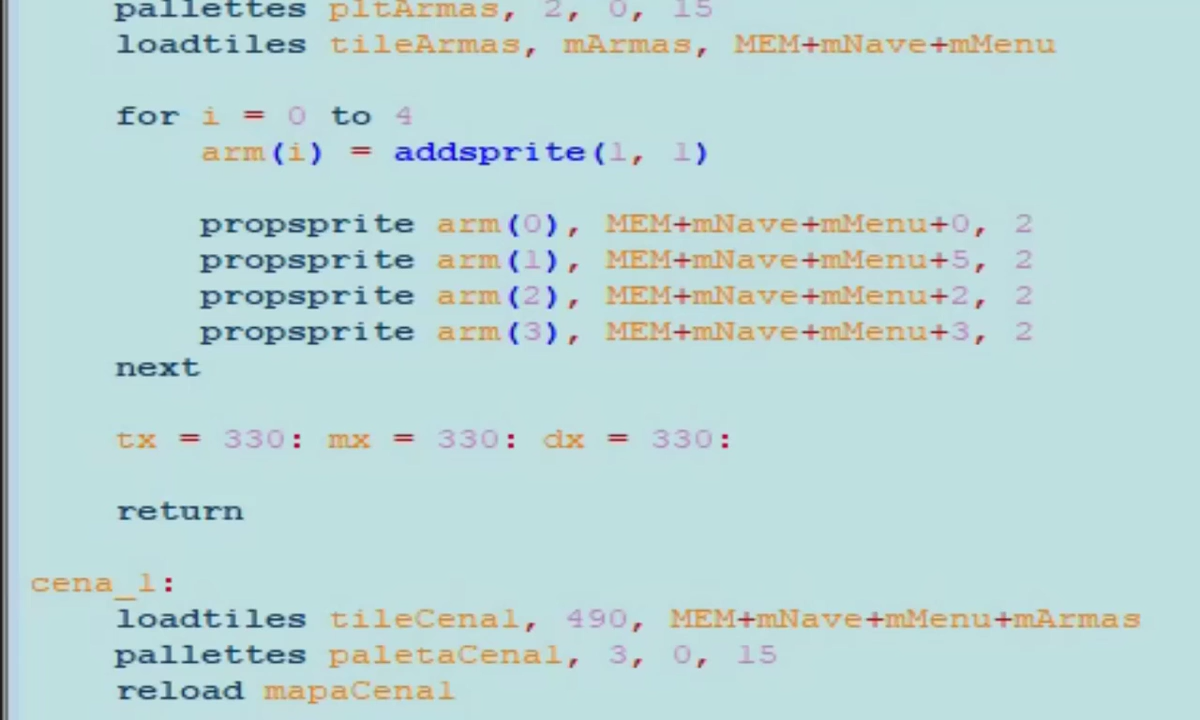 pallettes pltArmas, 2, 0, 15
loadtiles tileArmas, mArmas, MEM+mNave+mMenu
for i = 0 to 4
arm(i) = addsprite(1, 1)
propsprite arm(0), MEM+mNave+mMenu+0, 2
propsprite arm(1), MEM+mNave+mMenu+5, 2
propsprite arm(2), MEM+mNave+mMenu+2, 2
propsprite arm(3), MEM+mNave+mMenu+3, 2
next
tx = 330: mx = 330: dx = 330:
return
cena_1:
loadtiles tileCena1, 490, MEM+mNave+mMenu+mArmas
pallettes paletaCena1, 3, 0, 15
reload mapaCena1